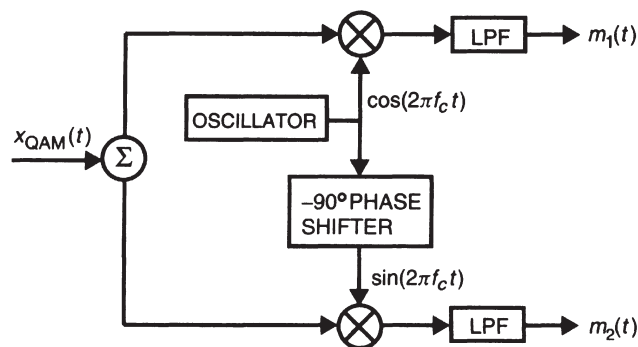 LPF
m₁(t)
cos(2πf_c t)
OSCILLATOR
x_QAM(t)
Σ
–90° PHASE
SHIFTER
sin(2πf_c t)
LPF
m₂(t)